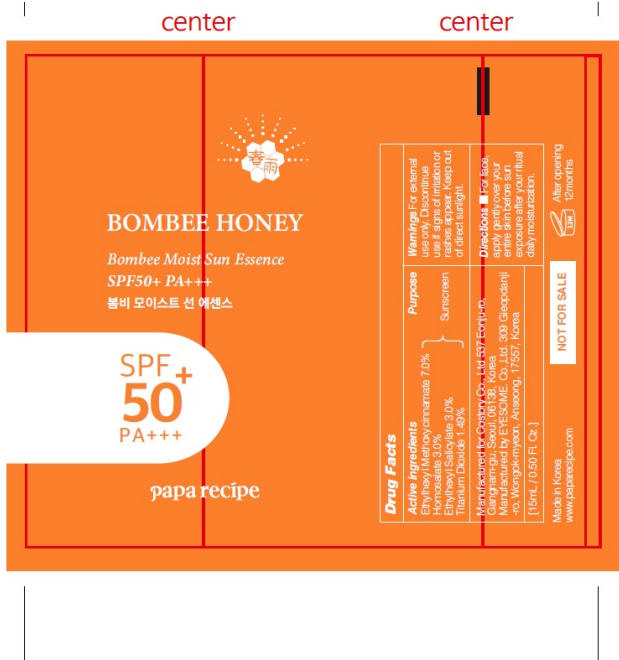 center
center
春雨
BOMBEE HONEY
Bombee Moist Sun Essence
SPF50+ PA+++
봄비 모이스트 선 에센스
SPF
50+
PA+++
papa recipe
Drug Facts
Active ingredients Purpose
Ethylhexyl Methoxycinnamate 7.0%
Homosalate 3.0%
Ethylhexyl Salicylate 3.0%
Titanium Dioxide 1.49%
Sunscreen
Warnings For external
use only. Discontinue
use if signs of irritation or
rashes appear. Keep out
of direct sunlight.
Manufactured for Costory Co., Ltd 537 Eonju-ro,
Gangnam-gu, Seoul, 06138, Korea
Manufactured by EYESOME. Co.,Ltd. 309 Gieopdanji
-ro, Wongok-myeon, Anseong, 17557, Korea
[15mL / 0.50 Fl. Oz.]
Directions ■ For face,
apply gently over your
entire skin before sun
exposure after your ritual
daily moisturization.
Made in Korea
www.paparecipe.com
NOT FOR SALE
12M
After opening
12months